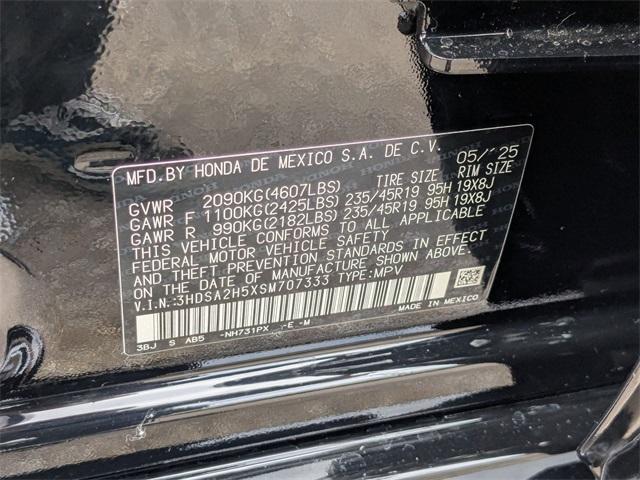 MFD. BY HONDA DE MEXICO S.A. DE C.V. 05/'25
GVWR 2090KG(4607LBS) TIRE SIZE RIM SIZE
GAWR F 1100KG(2425LBS) 235/45R19 95H 19X8J
GAWR R 990KG(2182LBS) 235/45R19 95H 19X8J
THIS VEHICLE CONFORMS TO ALL APPLICABLE
FEDERAL MOTOR VEHICLE SAFETY
AND THEFT PREVENTION STANDARDS IN EFFECT
ON THE DATE OF MANUFACTURE SHOWN ABOVE
V.I.N.:3HDSA2H5XSM707333 TYPE:MPV
MADE IN MEXICO
3BJ S AB5 -NH731PX -E -M